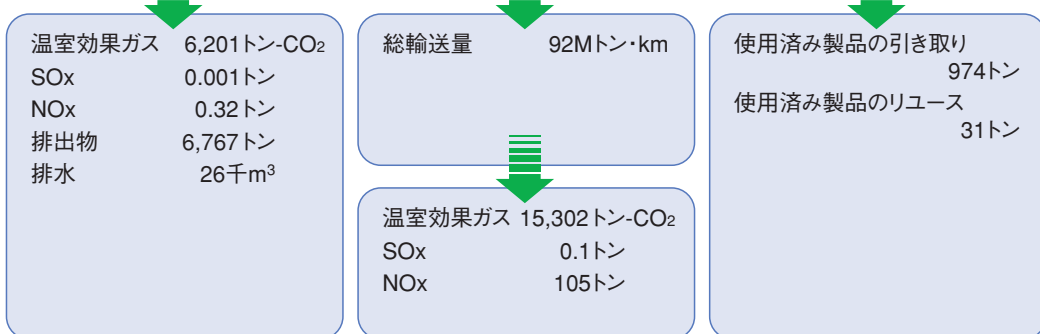 温室効果ガス 6,201トン-CO₂
SOx 0.001トン
NOx 0.32トン
排出物 6,767トン
排水 26千m³
総輸送量 92Mトン・km
温室効果ガス 15,302トン-CO₂
SOx 0.1トン
NOx 105トン
使用済み製品の引き取り
974トン
使用済み製品のリユース
31トン